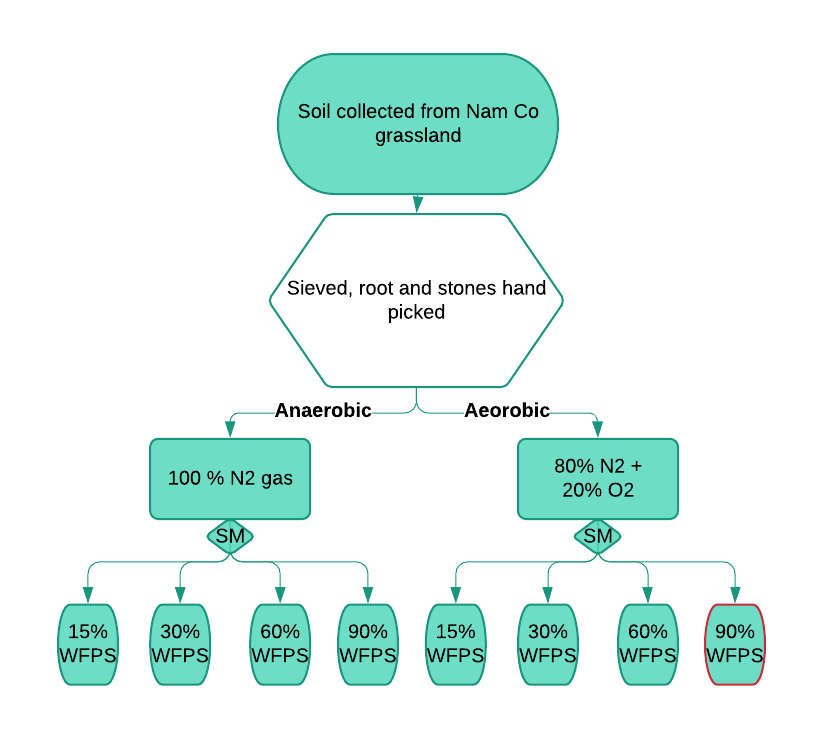 Soil collected from Nam Co
grassland
Sieved, root and stones hand
picked
Anaerobic
Aeorobic
100 % N2 gas
80% N2 +
20% O2
SM
SM
15%
WFPS
30%
WFPS
60%
WFPS
90%
WFPS
15%
WFPS
30%
WFPS
60%
WFPS
90%
WFPS